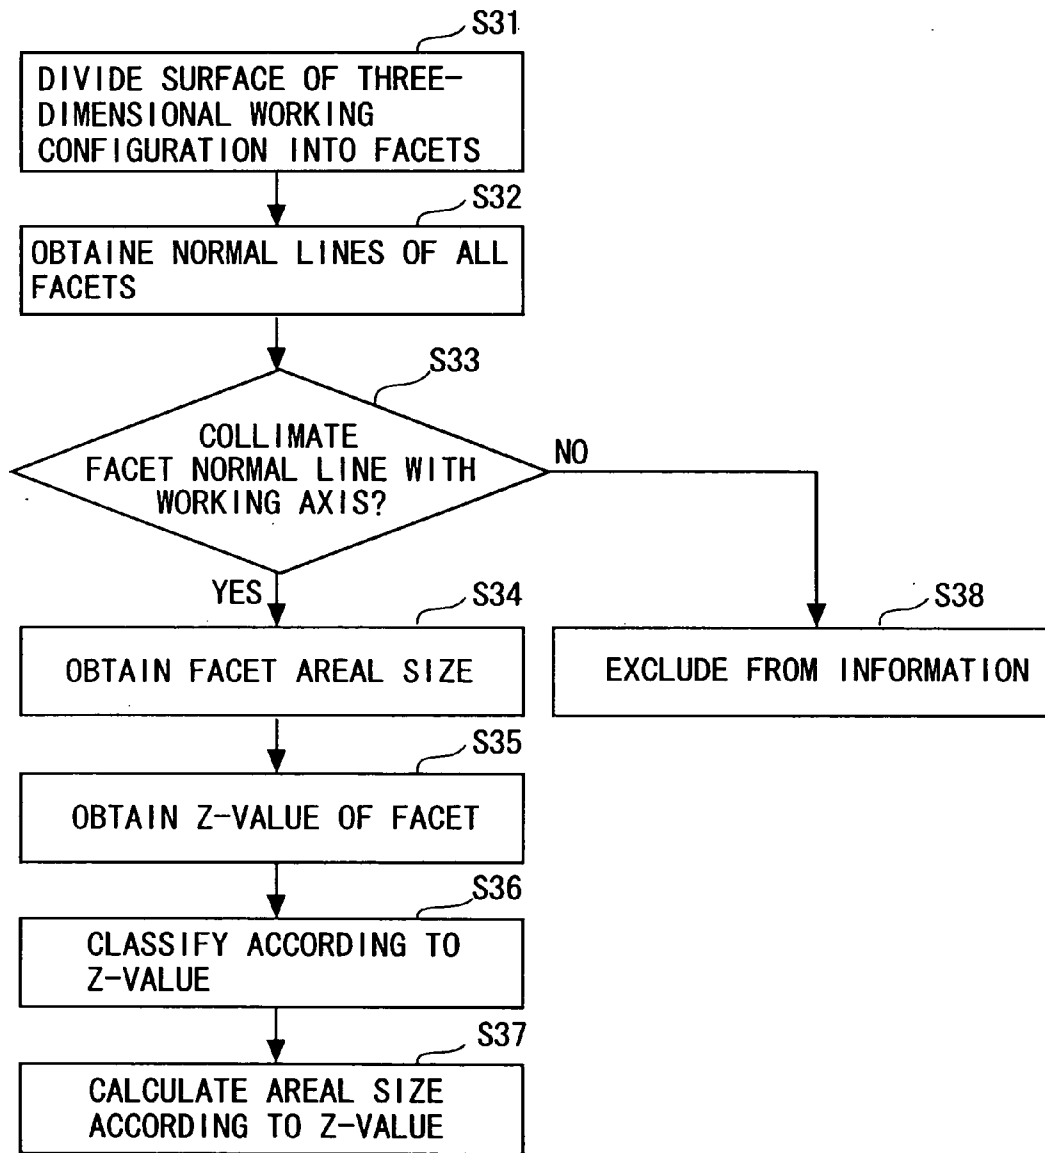 S31
DIVIDE SURFACE OF THREE-
DIMENSIONAL WORKING
CONFIGURATION INTO FACETS
S32
OBTAINE NORMAL LINES OF ALL
FACETS
S33
COLLIMATE
FACET NORMAL LINE WITH
WORKING AXIS?
NO
YES
S34
OBTAIN FACET AREAL SIZE
S38
EXCLUDE FROM INFORMATION
S35
OBTAIN Z-VALUE OF FACET
S36
CLASSIFY ACCORDING TO
Z-VALUE
S37
CALCULATE AREAL SIZE
ACCORDING TO Z-VALUE